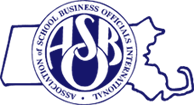 ASSOCIATION of SCHOOL BUSINESS OFFICIALS INTERNATIONAL
ASBO